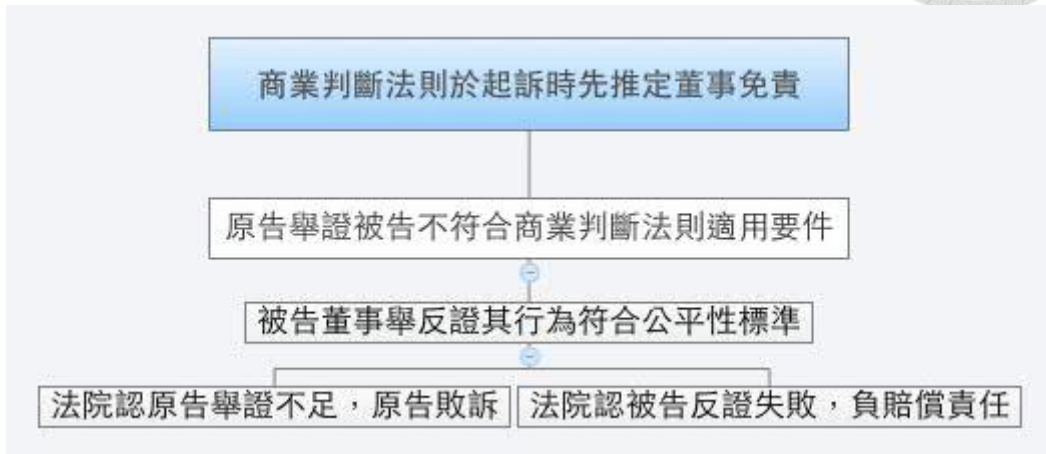 商業判斷法則於起訴時先推定董事免責
原告舉證被告不符合商業判斷法則適用要件
被告董事舉反證其行為符合公平性標準
法院認原告舉證不足，原告敗訴
法院認被告反證失敗，負賠償責任